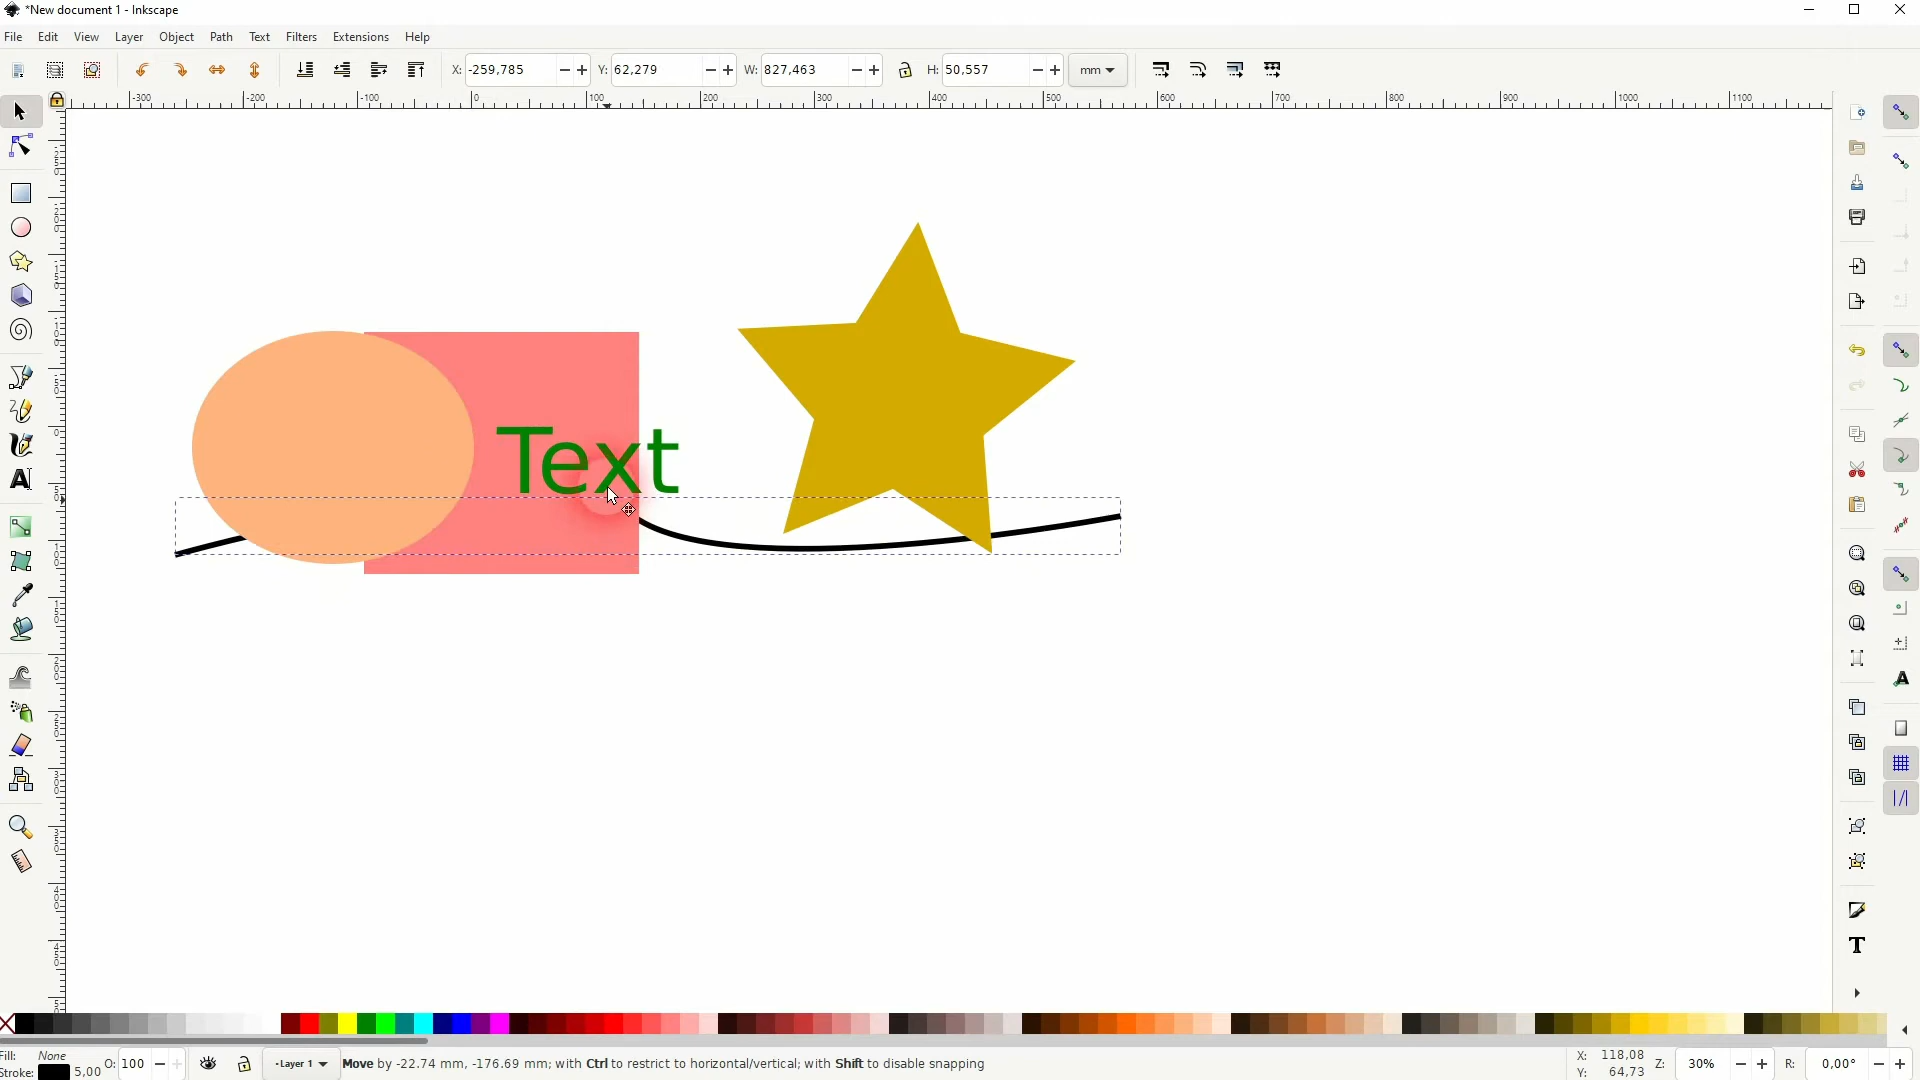 *New document 1 - Inkscape
File Edit View Layer Object Path Text Filters Extensions Help
X: -259,785 Y: 62,279 W: 827,463 H: 50,557 mm
-300 -200 -100 0 100 200 300 400 500 600 700 800 900 1000 1100
Text
Fill: None
Stroke: 5,00 O: 100 Layer 1 Move by -22.74 mm, -176.69 mm; with Ctrl to restrict to horizontal/vertical; with Shift to disable snapping
X: 118,08
Y: 64,73
Z: 30% R: 0,00°